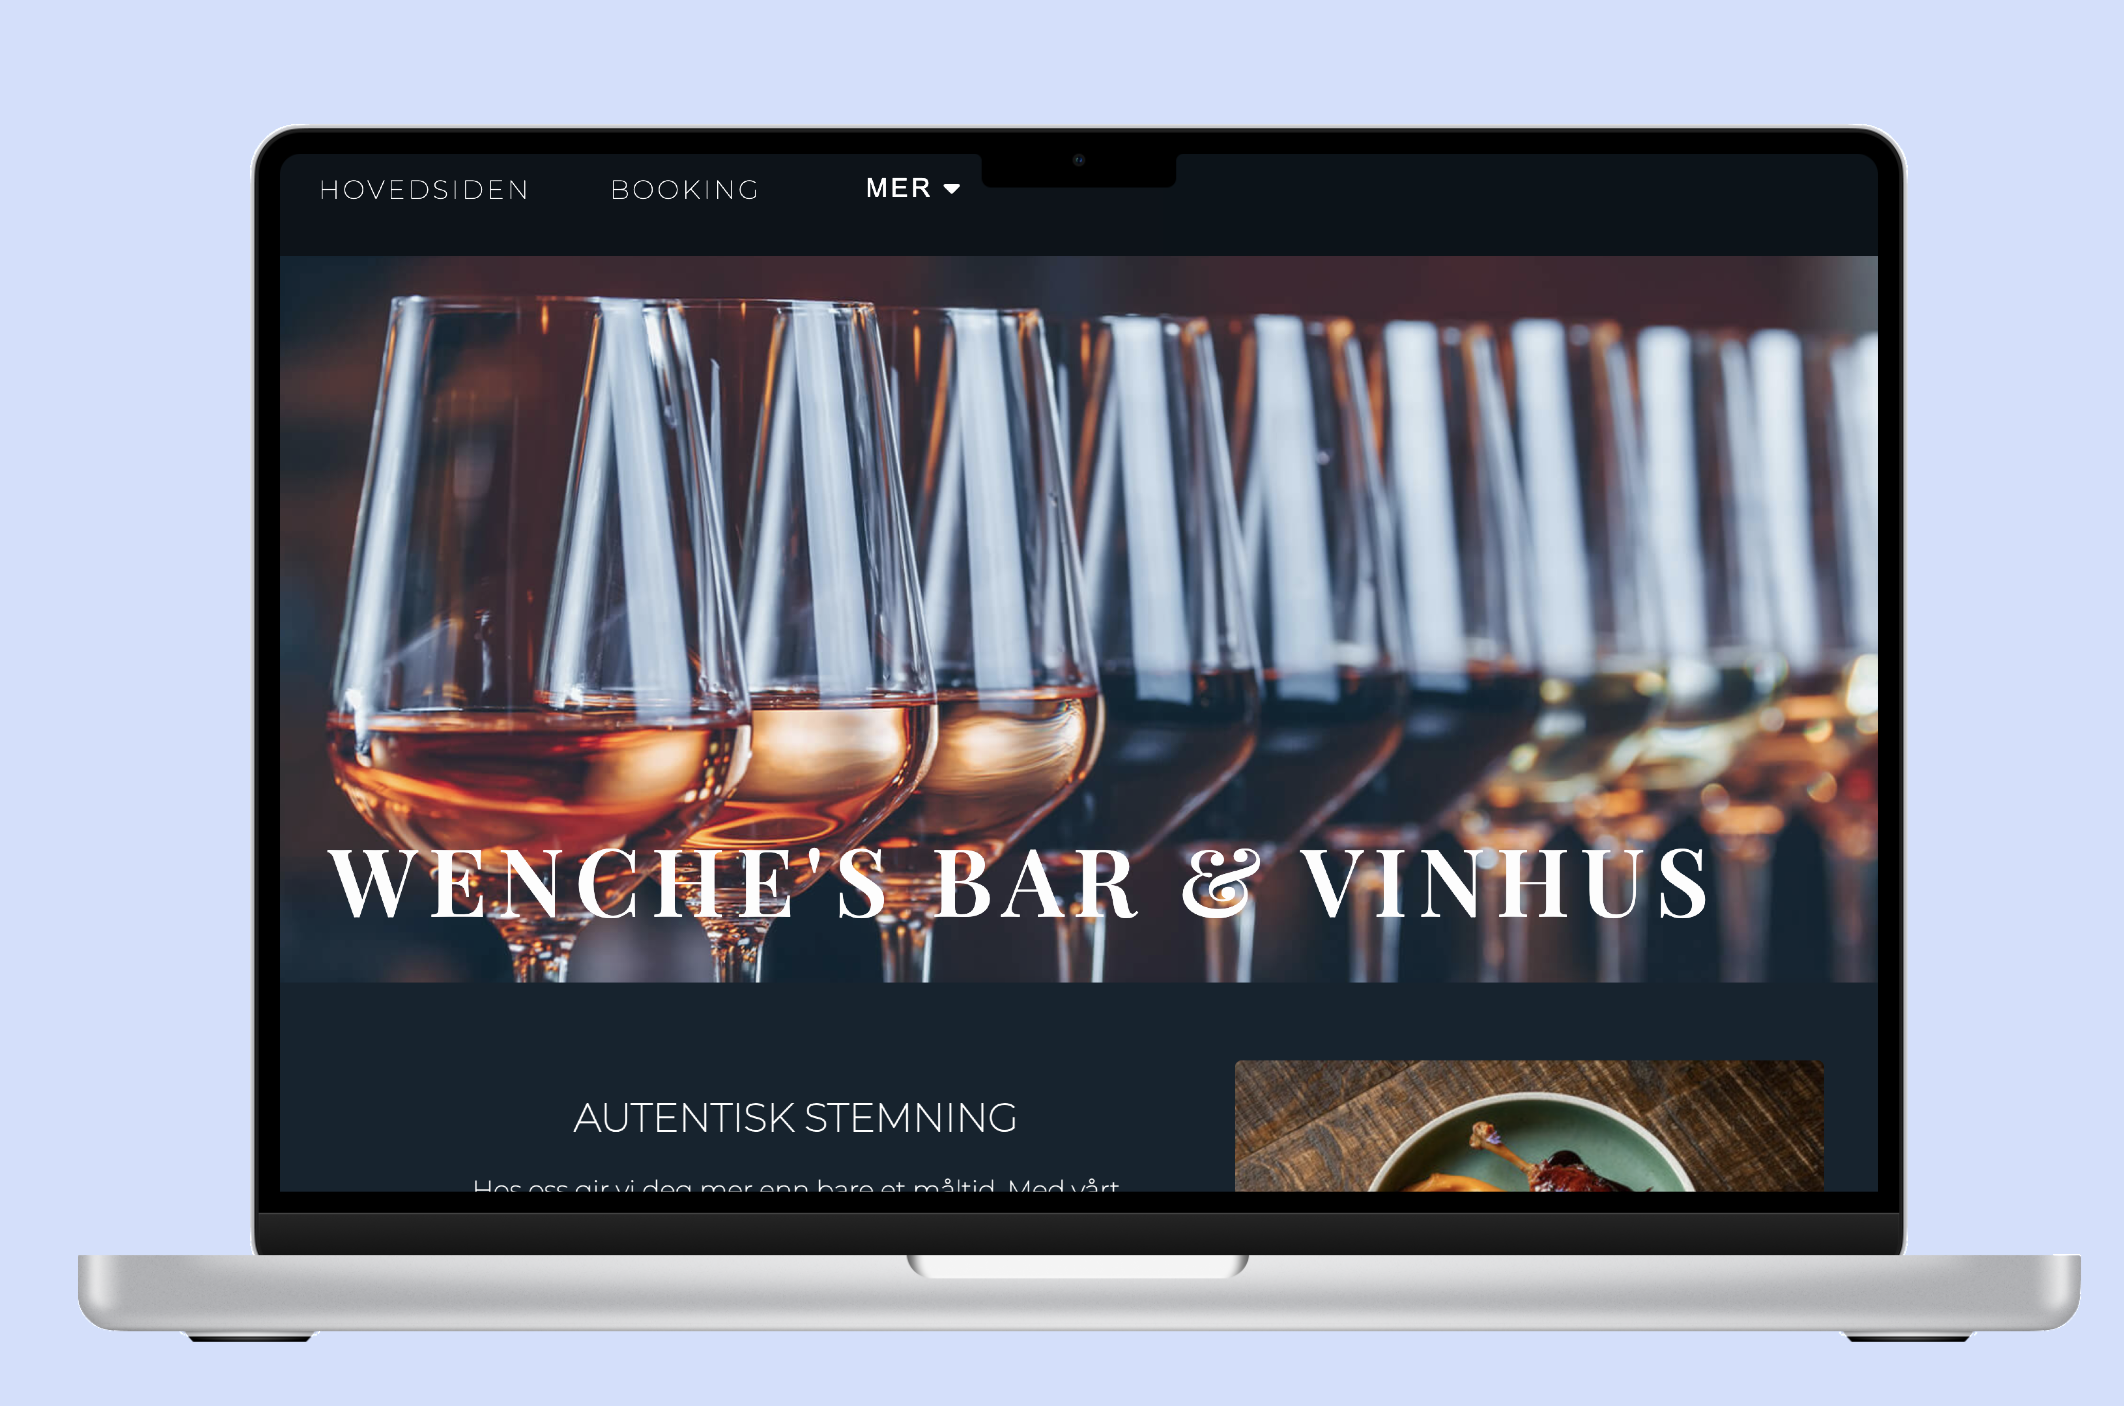 HOVEDSIDEN BOOKING MER
WENCHE'S BAR & VINHUS
AUTENTISK STEMNING
Hos oss gir vi deg mer enn bare et måltid. Med vårt